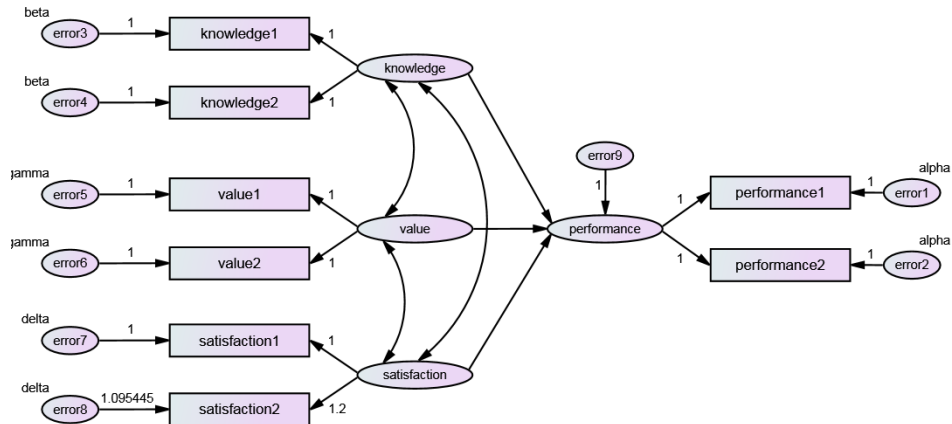 beta
error3
1
knowledge1
1
knowledge
beta
error4
1
knowledge2
1
error9
1
gamma
error5
1
value1
1
value
gamma
error6
1
value2
1
performance
1
performance1
1
alpha
error1
1
performance2
1
alpha
error2
delta
error7
1
satisfaction1
1
satisfaction
delta
error8
1.095445
satisfaction2
1.2